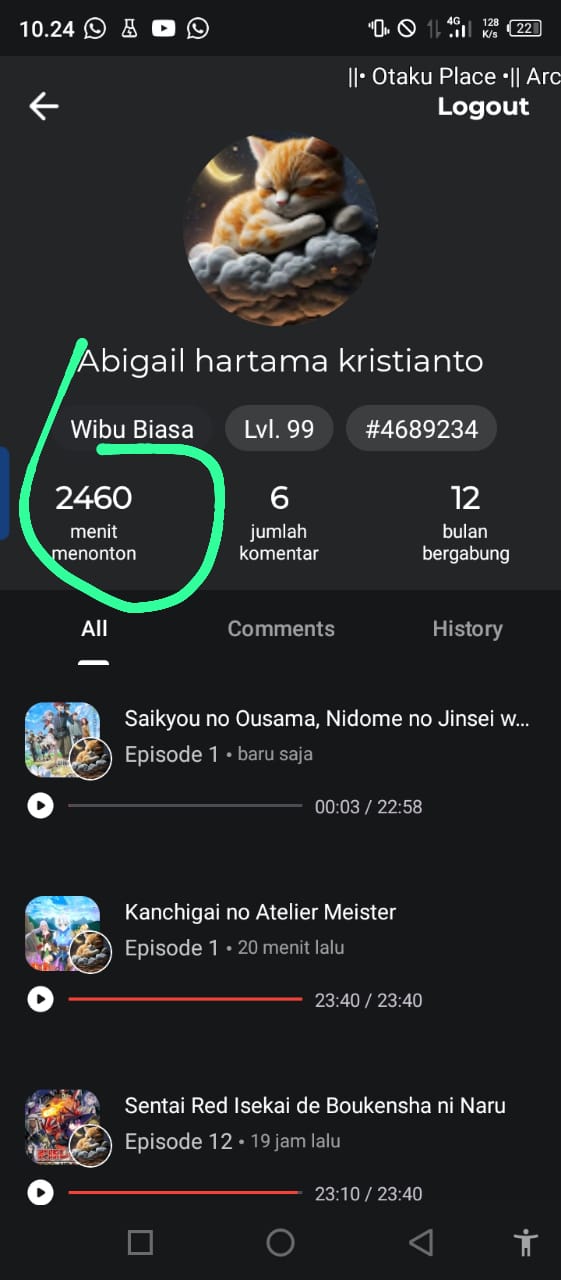 10.24
4G
128
K/s
22
||• Otaku Place •|| Arc
Logout
Abigail hartama kristianto
Wibu Biasa
Lvl. 99
#4689234
2460
menit
menonton
6
jumlah
komentar
12
bulan
bergabung
All
Comments
History
Saikyou no Ousama, Nidome no Jinsei w...
Episode 1 • baru saja
00:03 / 22:58
Kanchigai no Atelier Meister
Episode 1 • 20 menit lalu
23:40 / 23:40
Sentai Red Isekai de Boukensha ni Naru
Episode 12 • 19 jam lalu
23:10 / 23:40